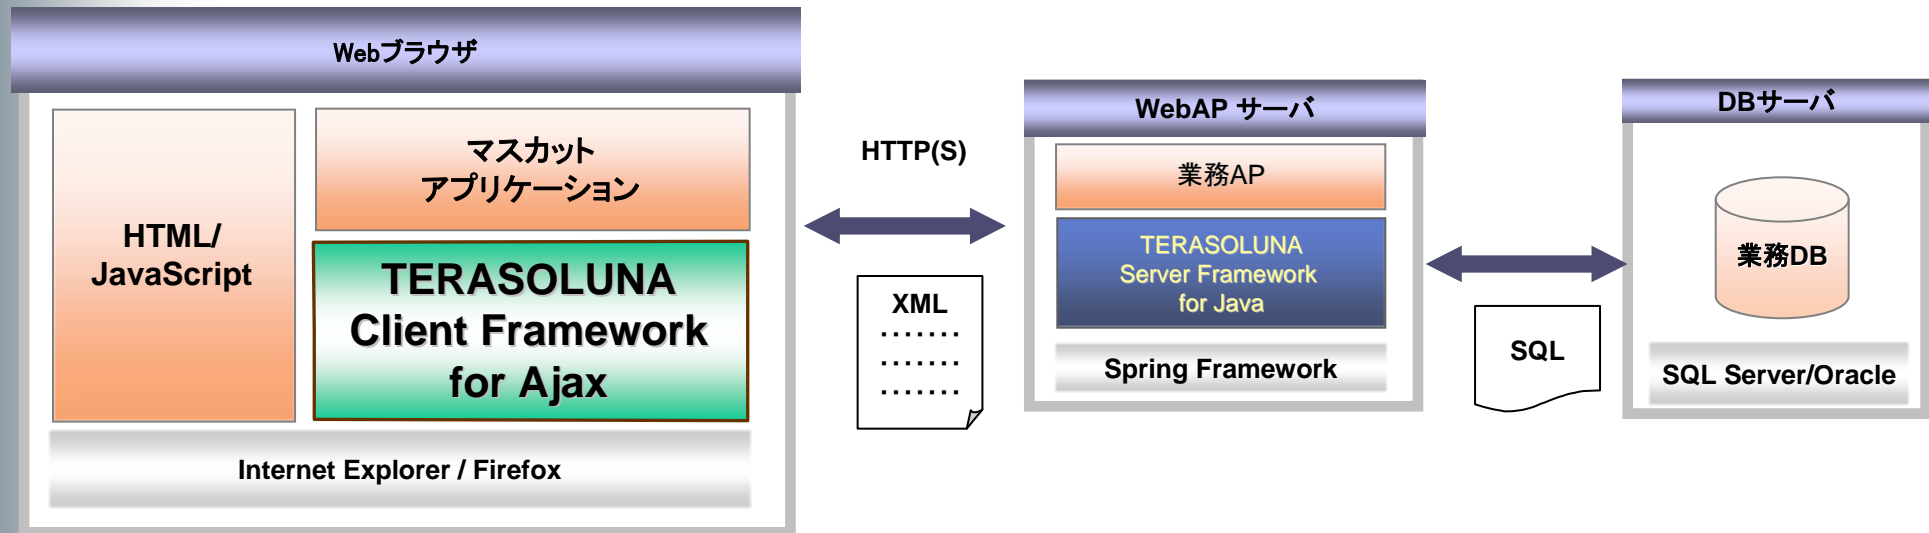 Webブラウザ
HTML/
JavaScript
マスカット
アプリケーション
TERASOLUNA
Client Framework
for Ajax
Internet Explorer / Firefox
HTTP(S)
XML
・・・・・・・
・・・・・・・
・・・・・・・
WebAP サーバ
業務AP
TERASOLUNA
Server Framework
for Java
Spring Framework
SQL
DBサーバ
業務DB
SQL Server/Oracle